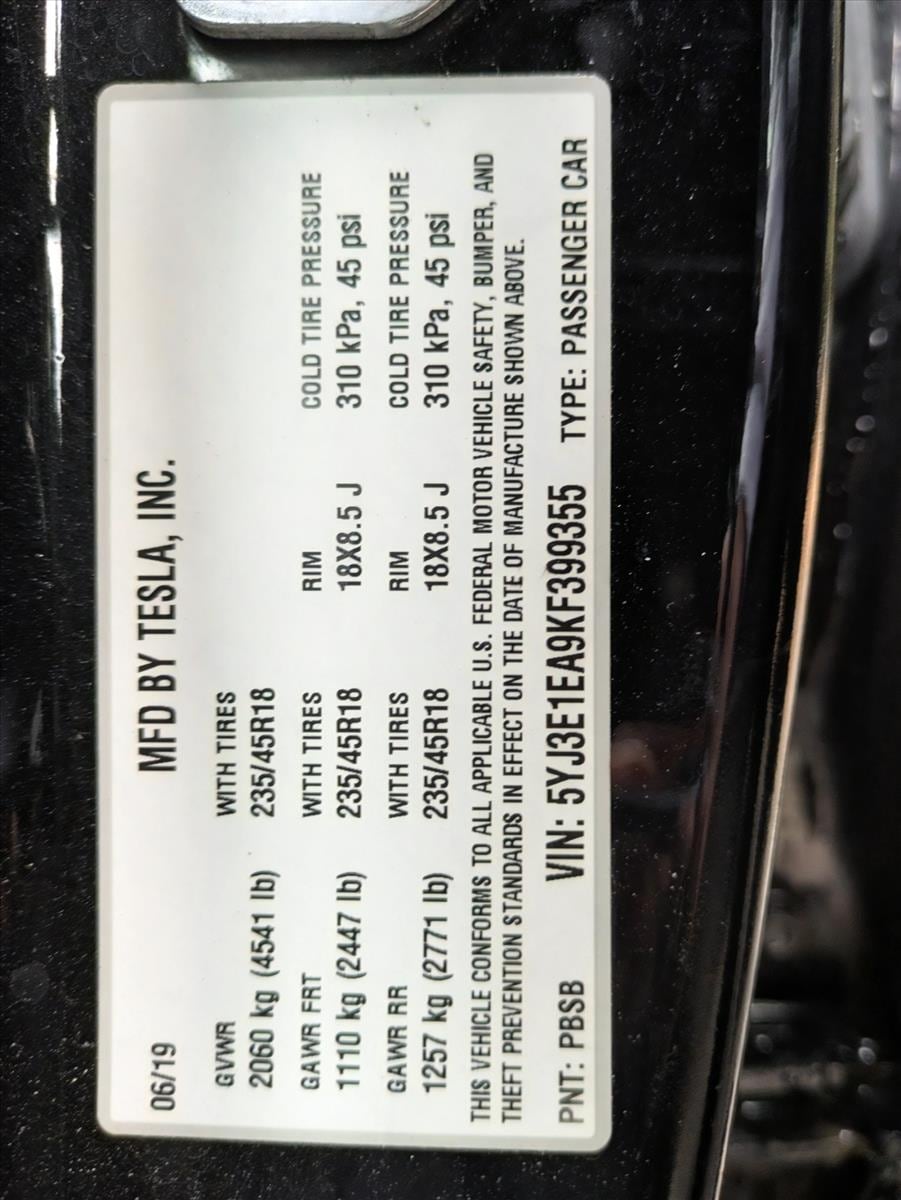 MFD BY TESLA, INC.
06/19
GVWR WITH TIRES
2060 kg (4541 lb) 235/45R18
GAWR FRT WITH TIRES RIM COLD TIRE PRESSURE
1110 kg (2447 lb) 235/45R18 18X8.5 J 310 kPa, 45 psi
GAWR RR WITH TIRES RIM COLD TIRE PRESSURE
1257 kg (2771 lb) 235/45R18 18X8.5 J 310 kPa, 45 psi
THIS VEHICLE CONFORMS TO ALL APPLICABLE U.S. FEDERAL MOTOR VEHICLE SAFETY, BUMPER, AND
THEFT PREVENTION STANDARDS IN EFFECT ON THE DATE OF MANUFACTURE SHOWN ABOVE.
PNT: PBSB VIN: 5YJ3E1EA9KF399355 TYPE: PASSENGER CAR